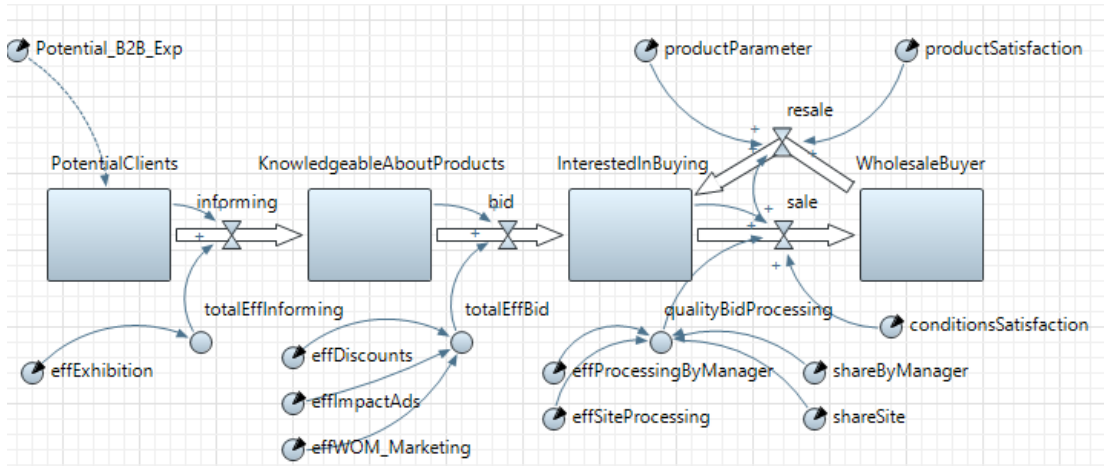 Potential_B2B_Exp
productParameter
productSatisfaction
resale
PotentialClients
KnowledgeableAboutProducts
InterestedInBuying
WholesaleBuyer
informing
bid
sale
+
+
+
+
+
+
+
+
+
+
totalEffInforming
totalEffBid
qualityBidProcessing
conditionsSatisfaction
effExhibition
effDiscounts
effProcessingByManager
shareByManager
effImpactAds
effSiteProcessing
shareSite
effWOM_Marketing